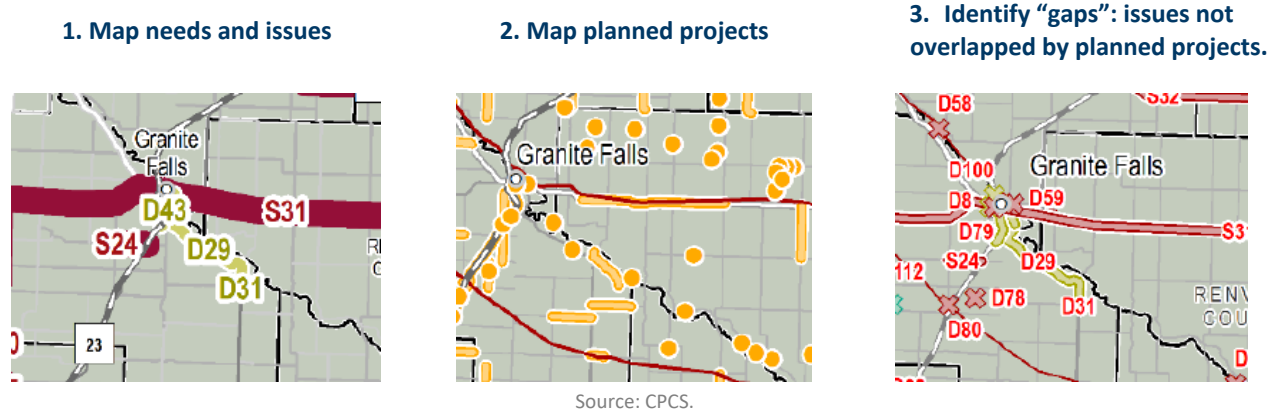 1. Map needs and issues
2. Map planned projects
3. Identify “gaps”: issues not
overlapped by planned projects.
Granite
Falls
D43
S31
S24
D29
D31
23
Granite Falls
D58
S32
D100
Granite Falls
D8
D59
D79
S31
S24
D29
112
D78
D31
D80
RENV
COU
D
Source: CPCS.